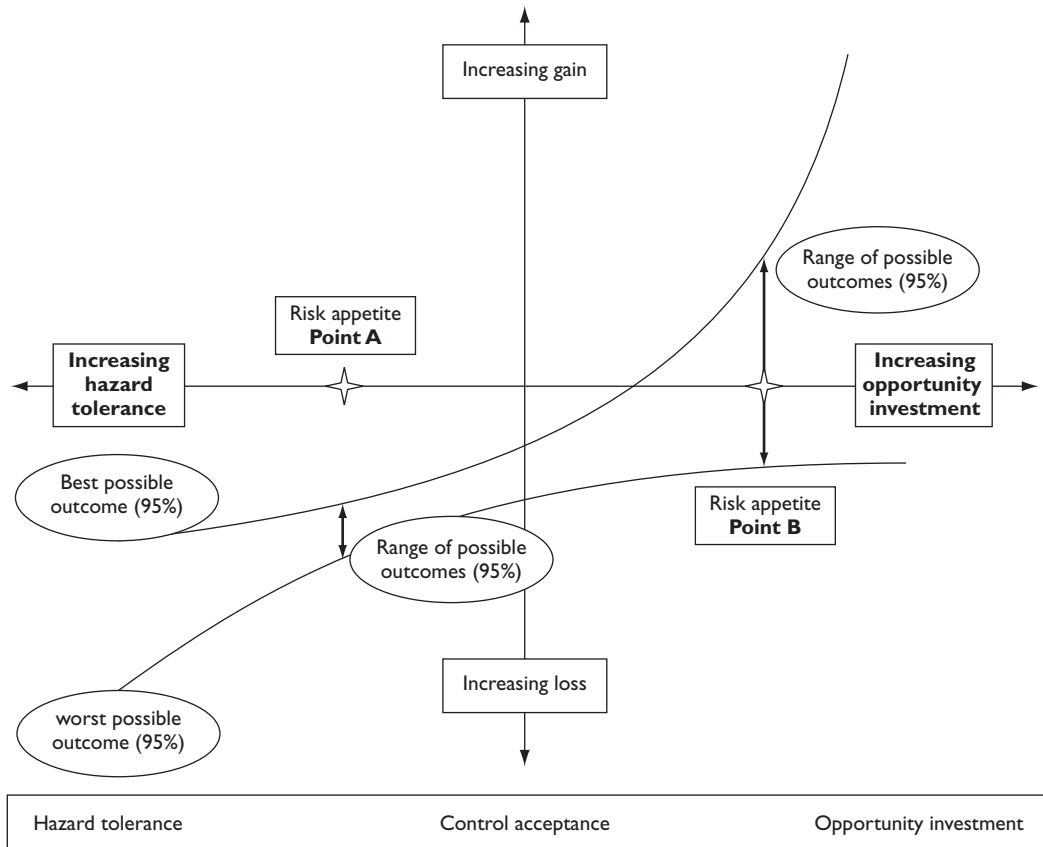 Increasing gain
Range of possible
outcomes (95%)
Risk appetite
Point A
Increasing
hazard
tolerance
Increasing
opportunity
investment
Best possible
outcome (95%)
Risk appetite
Point B
Range of possible
outcomes (95%)
Increasing loss
worst possible
outcome (95%)
Hazard tolerance
Control acceptance
Opportunity investment